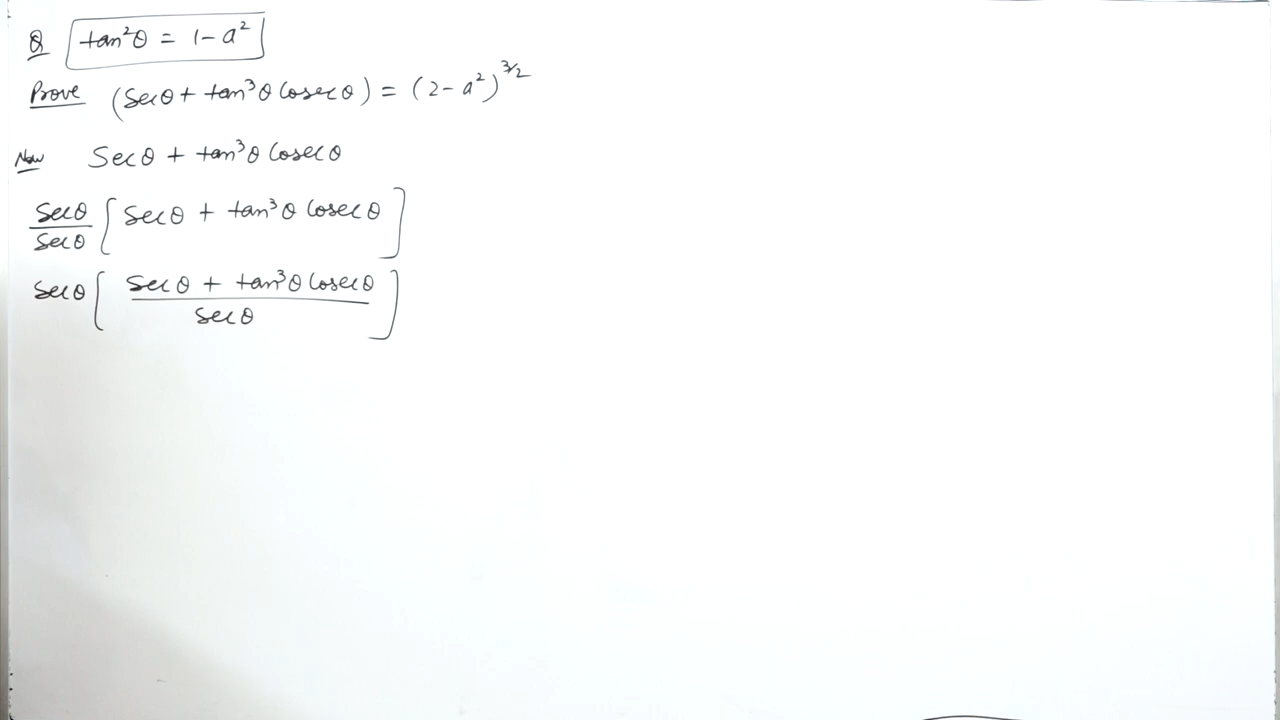 Q tan²θ = 1 - a²
Prove (secθ + tan³θ cosecθ) = (2 - a²)^3/2
Now Secθ + tan³θ cosecθ
secθ/secθ [secθ + tan³θ cosecθ]
secθ [secθ + tan³θ cosecθ / secθ]